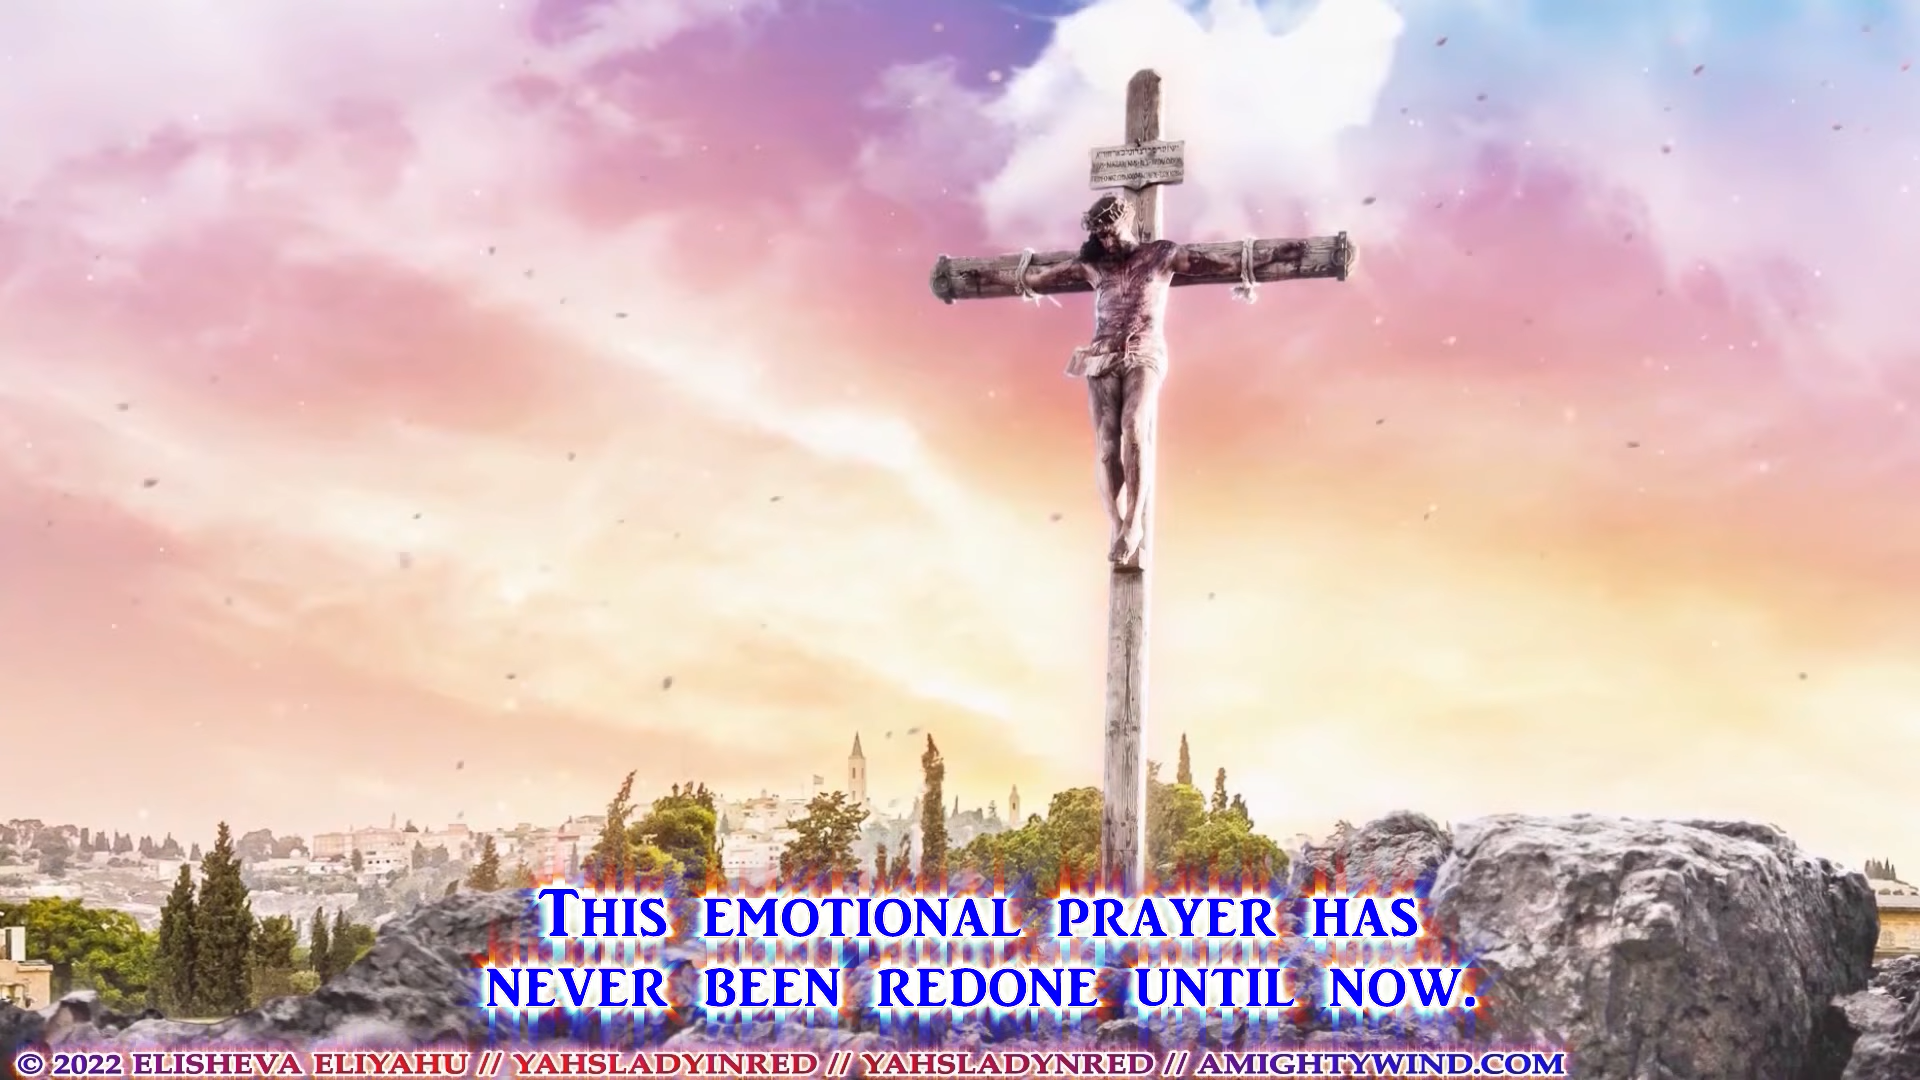 This emotional prayer has
never been redone until now.
© 2022 ELISHEVA ELIYAHU // YAHSLADYINRED // YAHSLADYNRED // AMIGHTYWIND.COM